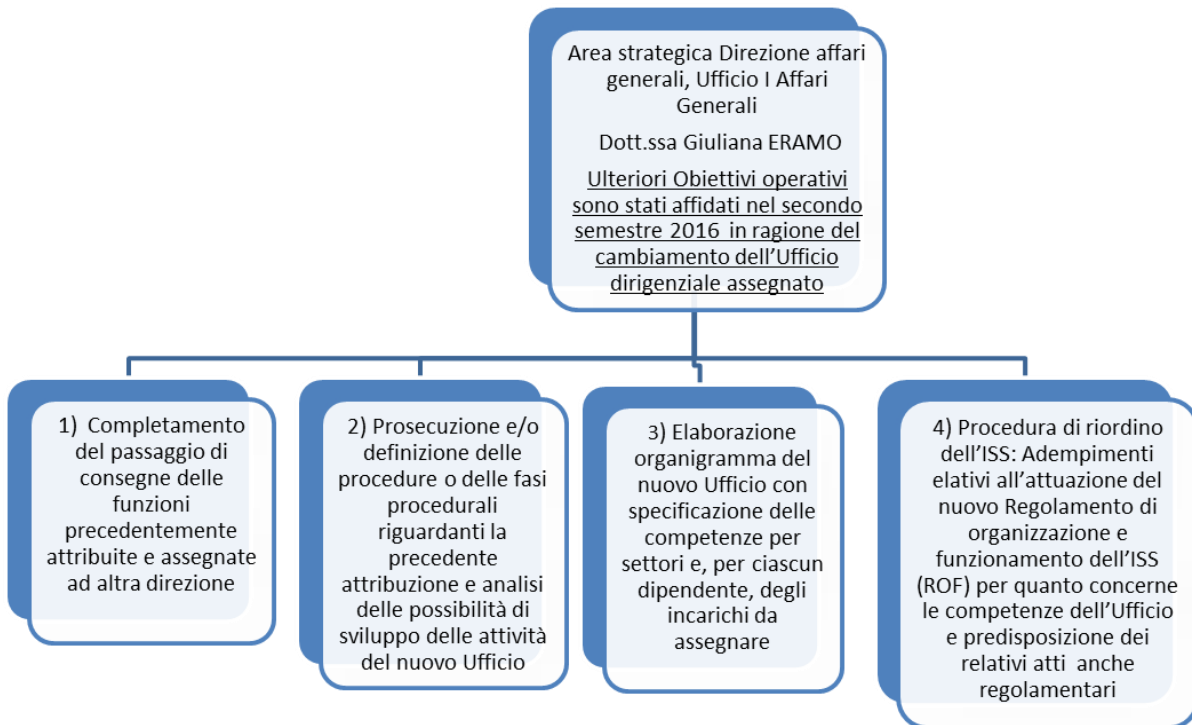 Area strategica Direzione affari
generali, Ufficio I Affari
Generali
Dott.ssa Giuliana ERAMO
Ulteriori Obiettivi operativi
sono stati affidati nel secondo
semestre 2016 in ragione del
cambiamento dell'Ufficio
dirigenziale assegnato
1) Completamento
del passaggio di
consegne delle
funzioni
precedentemente
attribuite e assegnate
ad altra direzione
2) Prosecuzione e/o
definizione delle
procedure o delle fasi
procedurali
riguardanti la
precedente
attribuzione e analisi
delle possibilità di
sviluppo delle attività
del nuovo Ufficio
3) Elaborazione
organigramma del
nuovo Ufficio con
specificazione delle
competenze per
settori e, per ciascun
dipendente, degli
incarichi da
assegnare
4) Procedura di riordino
dell'ISS: Adempimenti
elativi all'attuazione del
nuovo Regolamento di
organizzazione e
funzionamento dell'ISS
(ROF) per quanto concerne
le competenze dell'Ufficio
e predisposizione dei
relativi atti anche
regolamentari